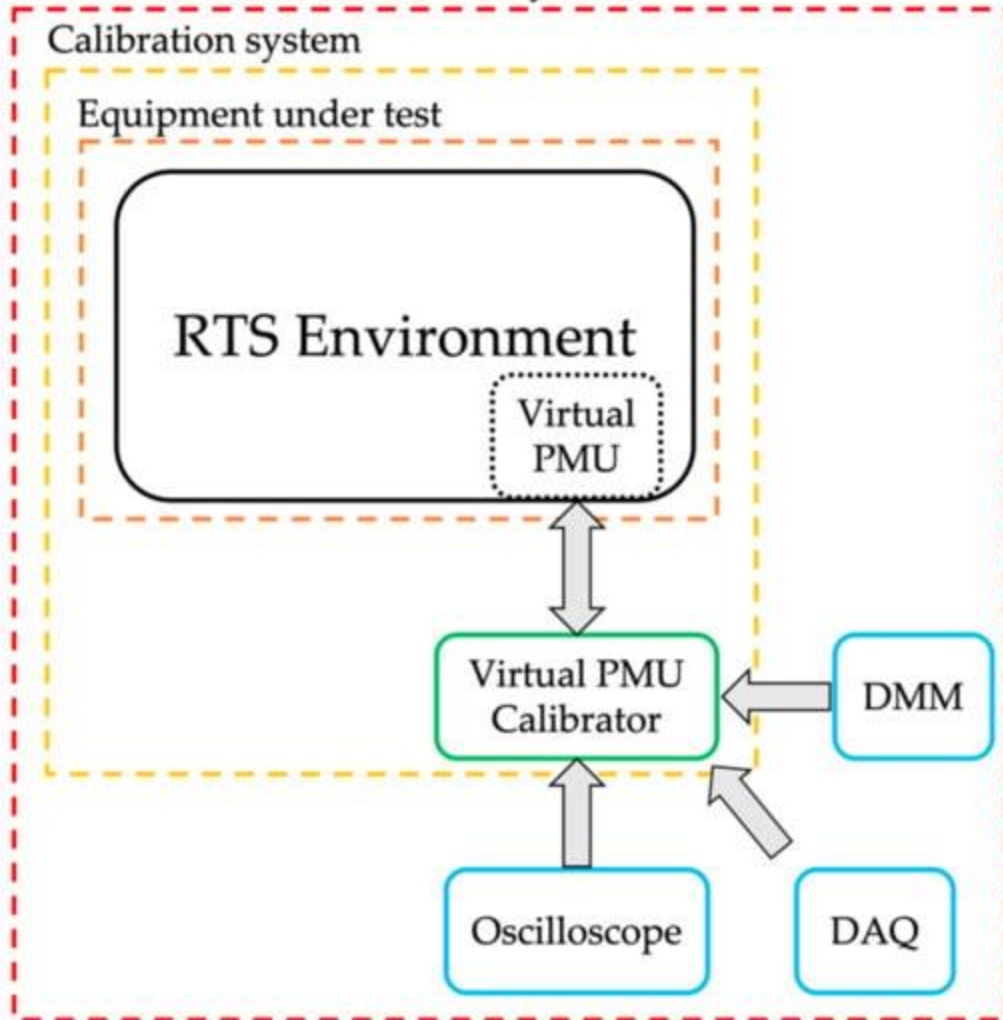 Calibration system
Equipment under test
RTS Environment
Virtual
PMU
Virtual PMU
Calibrator
DMM
Oscilloscope
DAQ